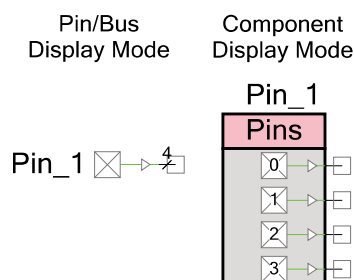 Pin/Bus
Display Mode
Component
Display Mode
Pin_1
4
Pin_1
Pins
0
1
2
3